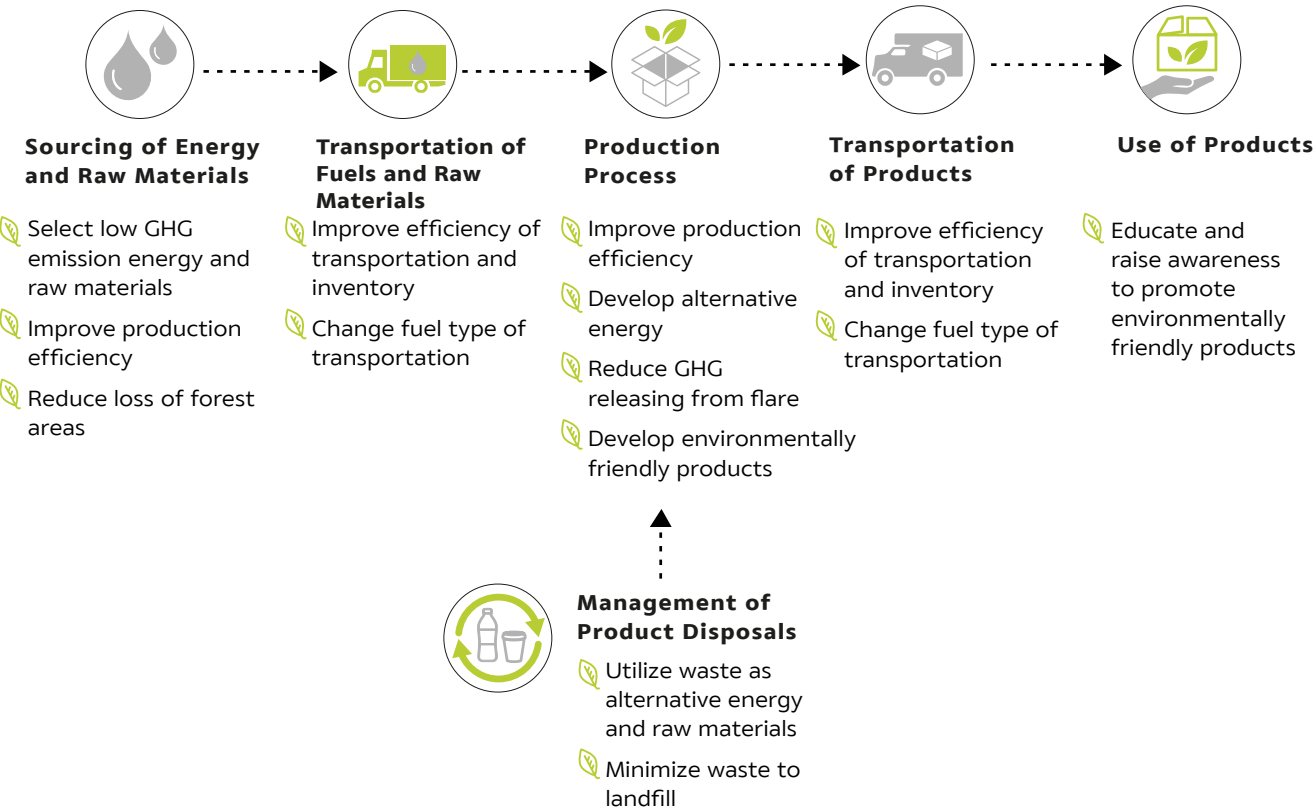 Sourcing of Energy
and Raw Materials
Select low GHG
emission energy and
raw materials
Improve production
efficiency
Reduce loss of forest
areas
Transportation of
Fuels and Raw
Materials
Improve efficiency of
transportation and
inventory
Change fuel type of
transportation
Production
Process
Improve production
efficiency
Develop alternative
energy
Reduce GHG
releasing from flare
Develop environmentally
friendly products
Transportation
of Products
Improve efficiency
of transportation
and inventory
Change fuel type of
transportation
Use of Products
Educate and
raise awareness
to promote
environmentally
friendly products
Management of
Product Disposals
Utilize waste as
alternative energy
and raw materials
Minimize waste to
landfill